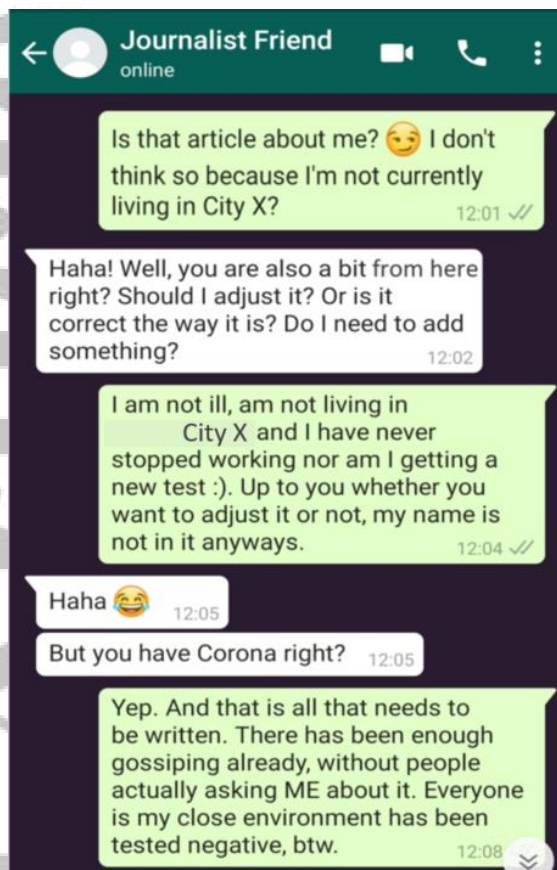 Journalist Friend
online
Is that article about me? 😏 I don't
think so because I'm not currently
living in City X?
12:01
Haha! Well, you are also a bit from here
right? Should I adjust it? Or is it
correct the way it is? Do I need to add
something?
12:02
I am not ill, am not living in
City X and I have never
stopped working nor am I getting a
new test :). Up to you whether you
want to adjust it or not, my name is
not in it anyways.
12:04
Haha 😂 12:05
But you have Corona right? 12:05
Yep. And that is all that needs to
be written. There has been enough
gossiping already, without people
actually asking ME about it. Everyone
is my close environment has been
tested negative, btw.
12:08